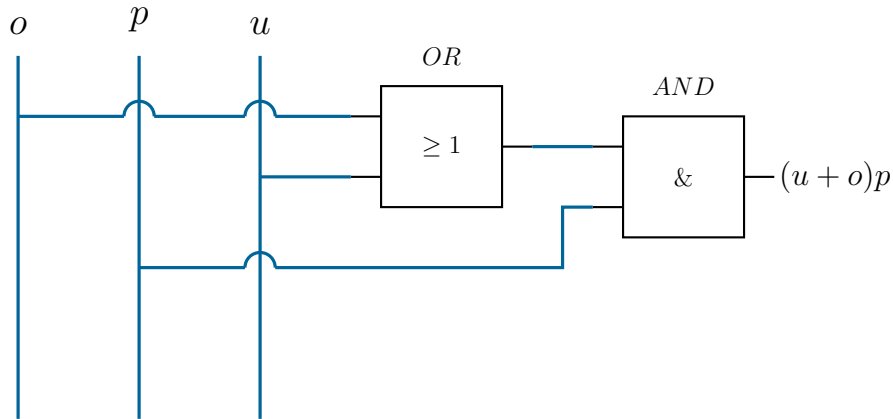 o p u
OR
AND
≥ 1
&
(u + o)p